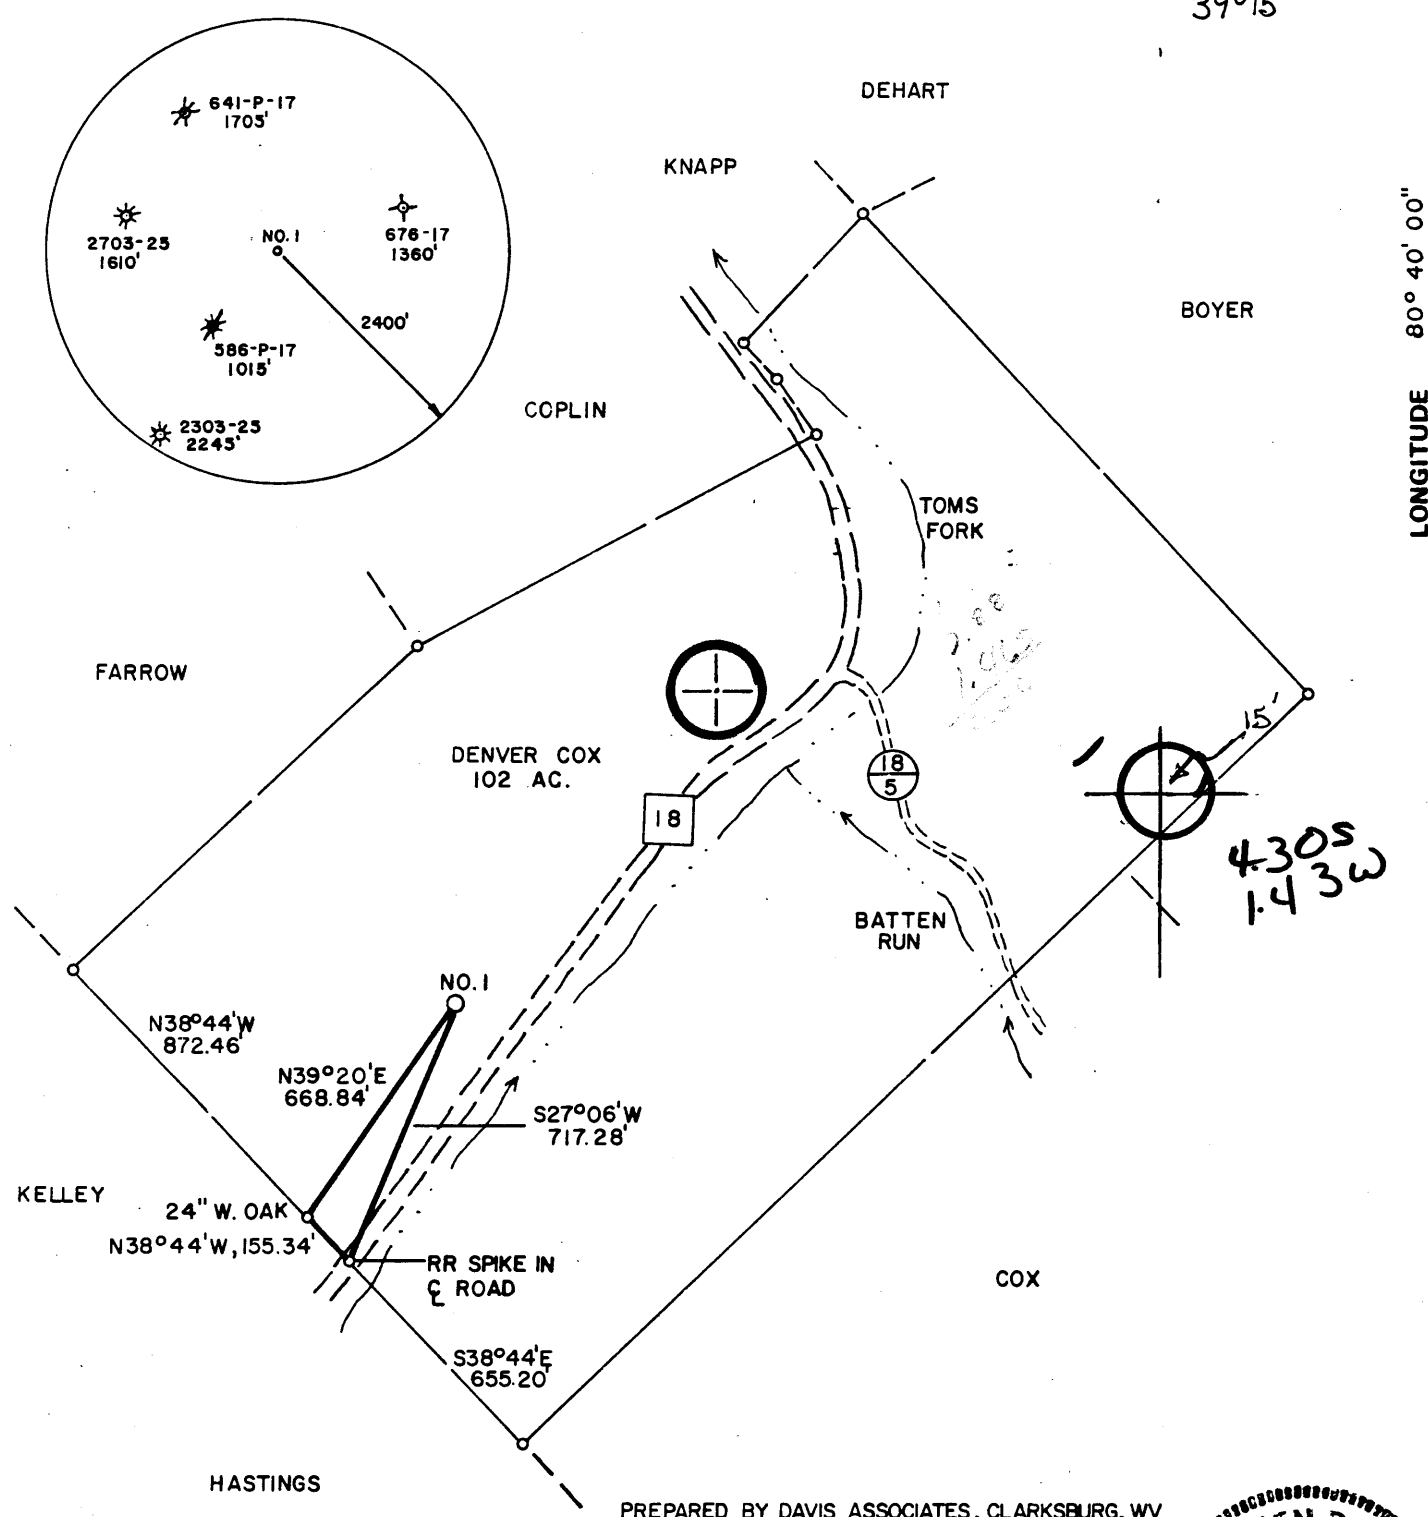 39°15
DEHART
641-P-17
1705'
KNAPP
80° 40' 00"
LONGITUDE
NO. 1
2703-25
1610'
676-17
1360'
BOYER
2400'
586-P-17
1015'
COPLIN
2303-25
2245'
TOMS
FORK
FARROW
15'
DENVER COX
102 AC.
18
5
18
4.30S
1.43W
BATTEN
RUN
NO. 1
N38°44'W
872.46'
N39°20'E
668.84'
S27°06'W
717.28'
KELLEY
24" W. OAK
N38°44'W, 155.34'
RR SPIKE IN
℄ ROAD
COX
S38°44'E
655.20'
HASTINGS
PREPARED BY DAVIS ASSOCIATES, CLARKSBURG, WV